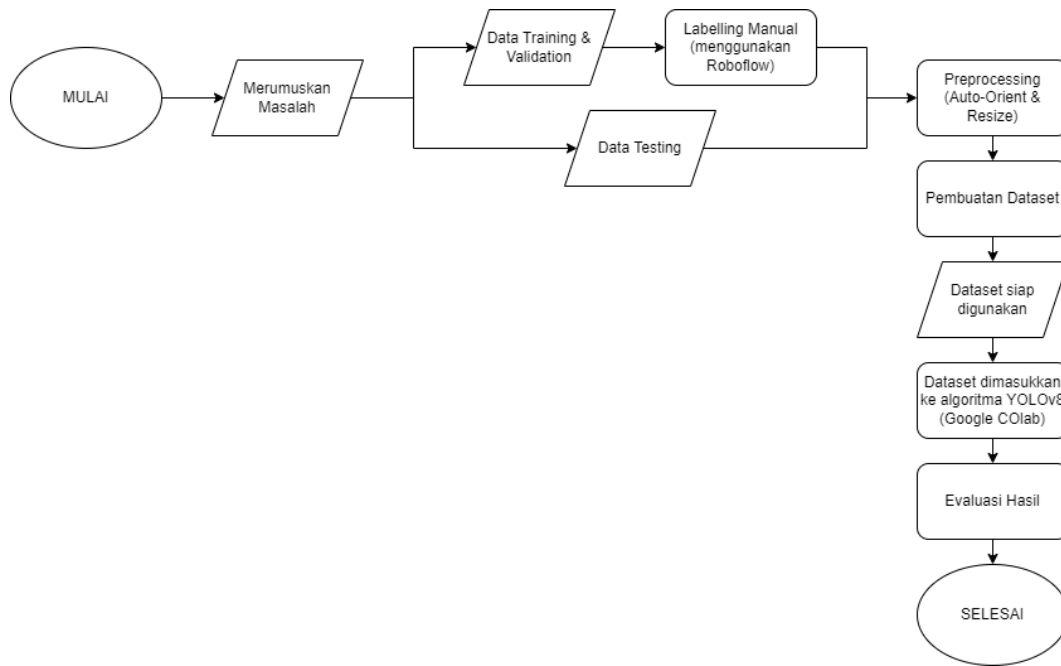 MULAI
Merumuskan
Masalah
Data Training &
Validation
Labelling Manual
(menggunakan
Roboflow)
Data Testing
Preprocessing
(Auto-Orient &
Resize)
Pembuatan Dataset
Dataset siap
digunakan
Dataset dimasukkan
ke algoritma YOLOv8
(Google COlab)
Evaluasi Hasil
SELESAI